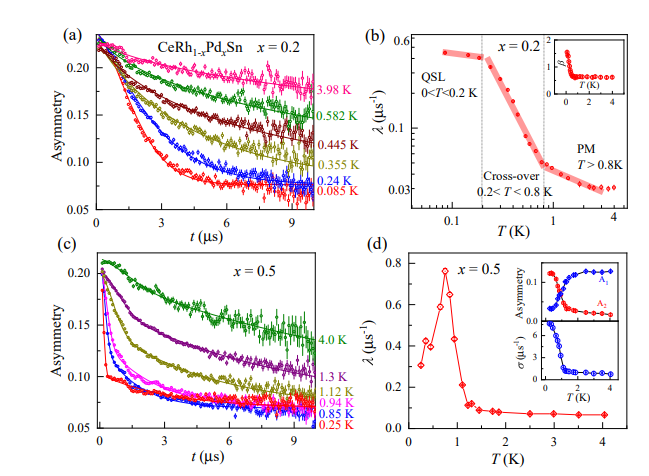 (a) CeRh1-xPdxSn x = 0.2
Asymmetry
0.20
0.15
0.10
0.05
0 3 6 9
t (μs)
3.98 K
0.582 K
0.445 K
0.355 K
0.24 K
0.085 K
(b) x = 0.2
λ (μs-1)
0.6
0.1
0.03
0.1 1 4
T (K)
QSL
0<T<0.2 K
Cross-over
0.2< T < 0.8 K
PM
T > 0.8K
β
2
1
0
0 1 2 3 4
T (K)
(c) x = 0.5
Asymmetry
0.20
0.15
0.10
0.05
0 3 6 9
t (μs)
4.0 K
1.3 K
1.12 K
0.94 K
0.85 K
0.25 K
(d) x = 0.5
λ (μs-1)
0.8
0.6
0.4
0.2
0.0
0 1 2 3 4
T (K)
Asymmetry
0.1
0.0
A1
A2
σ (μs-1)
6
3
0
0 1 2 3 4
T (K)